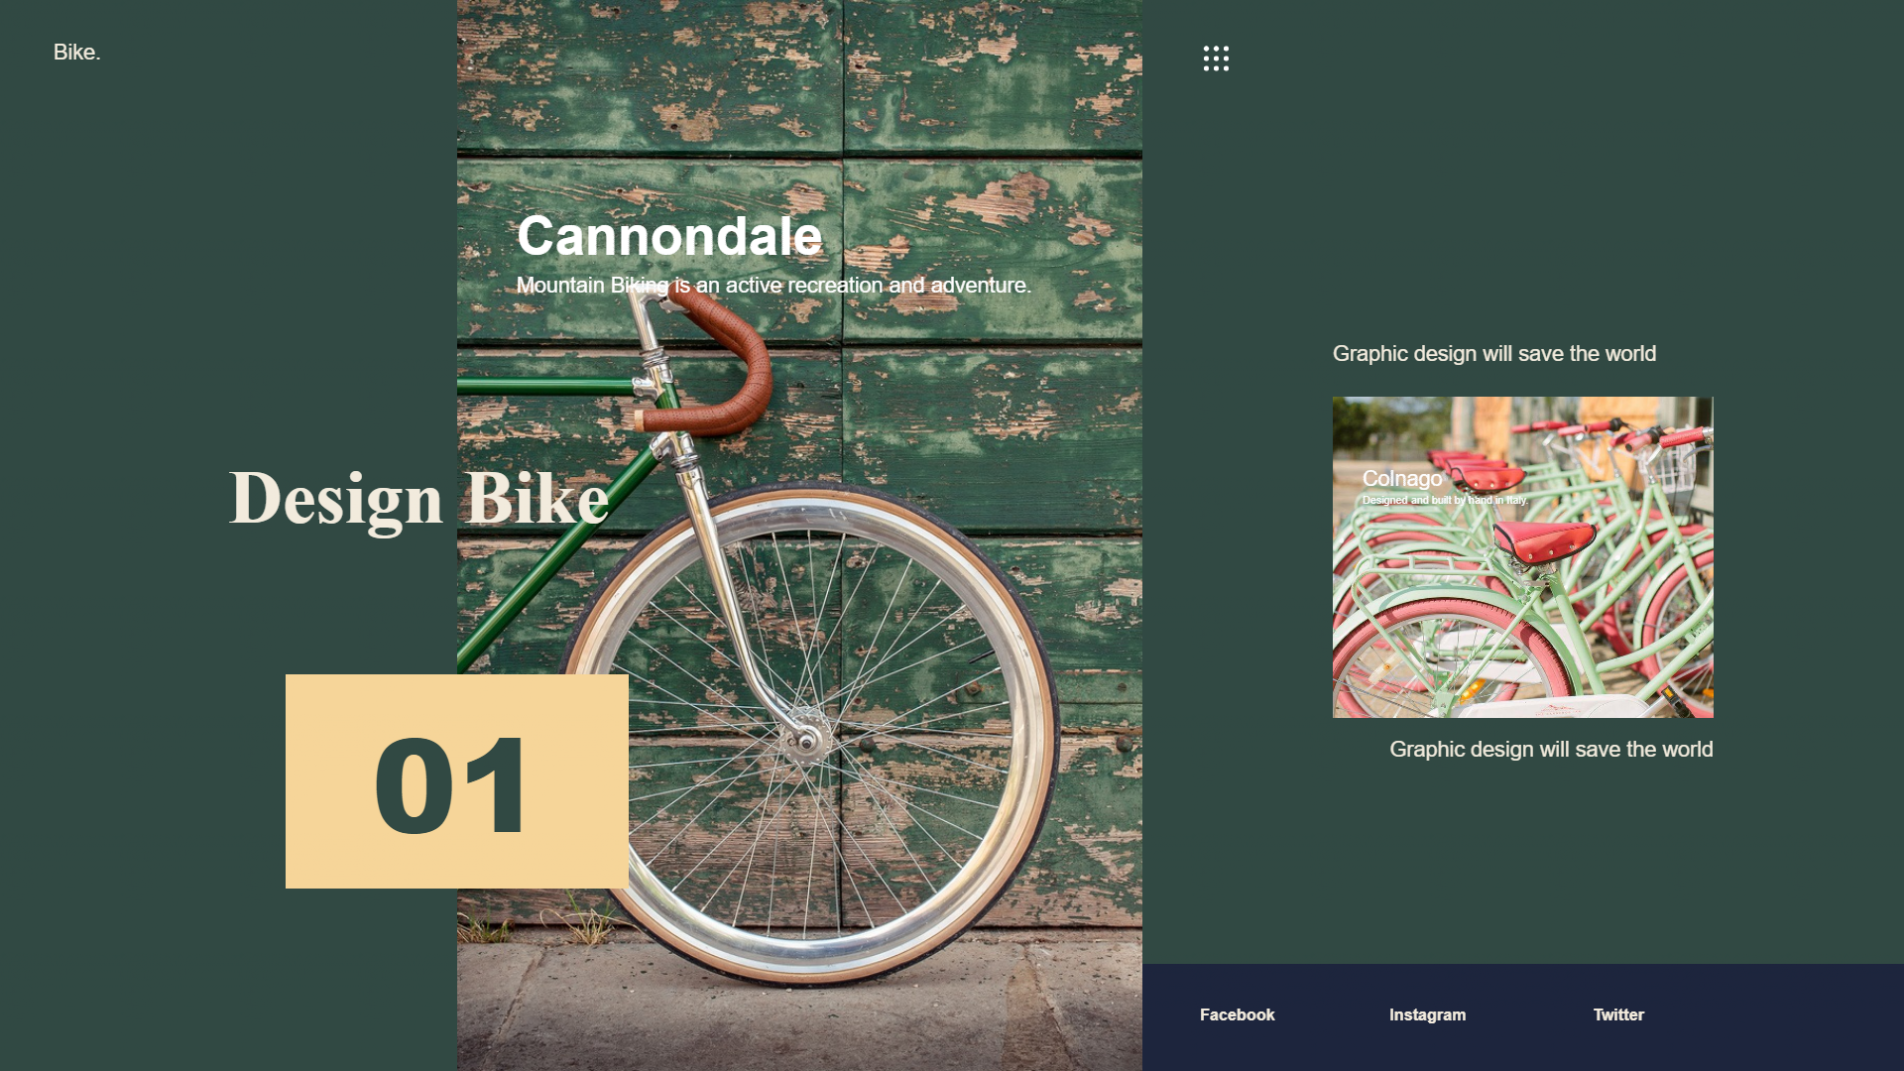 Bike.
Cannondale
Mountain Biking is an active recreation and adventure.
Design Bike
01
Graphic design will save the world
Colnago
Designed and built by hand in Italy.
Graphic design will save the world
Facebook
Instagram
Twitter